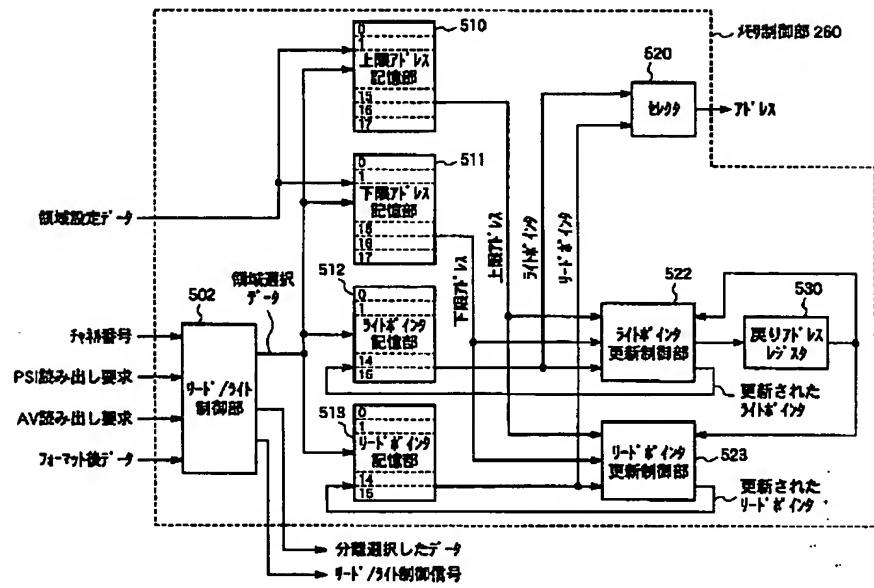 510
0
1
上限アドレス
記憶部
15
16
17
メモリ制御部 260
520
セレクタ
アドレス
511
0
1
下限アドレス
記憶部
16
17
領域設定データ
下限アドレス
上限アドレス
ライトポインタ
リードポインタ
領域選択
データ
502
リード/ライト
制御部
チャネル番号
PSI読み出し要求
AV読み出し要求
フォーマット後データ
512
0
1
ライトポインタ
記憶部
14
15
522
ライトポインタ
更新制御部
530
戻りアドレス
レジスタ
更新された
ライトポインタ
513
0
1
リードポインタ
記憶部
14
15
リードポインタ
更新制御部
523
更新された
リードポインタ
分離選択したデータ
リード/ライト制御信号